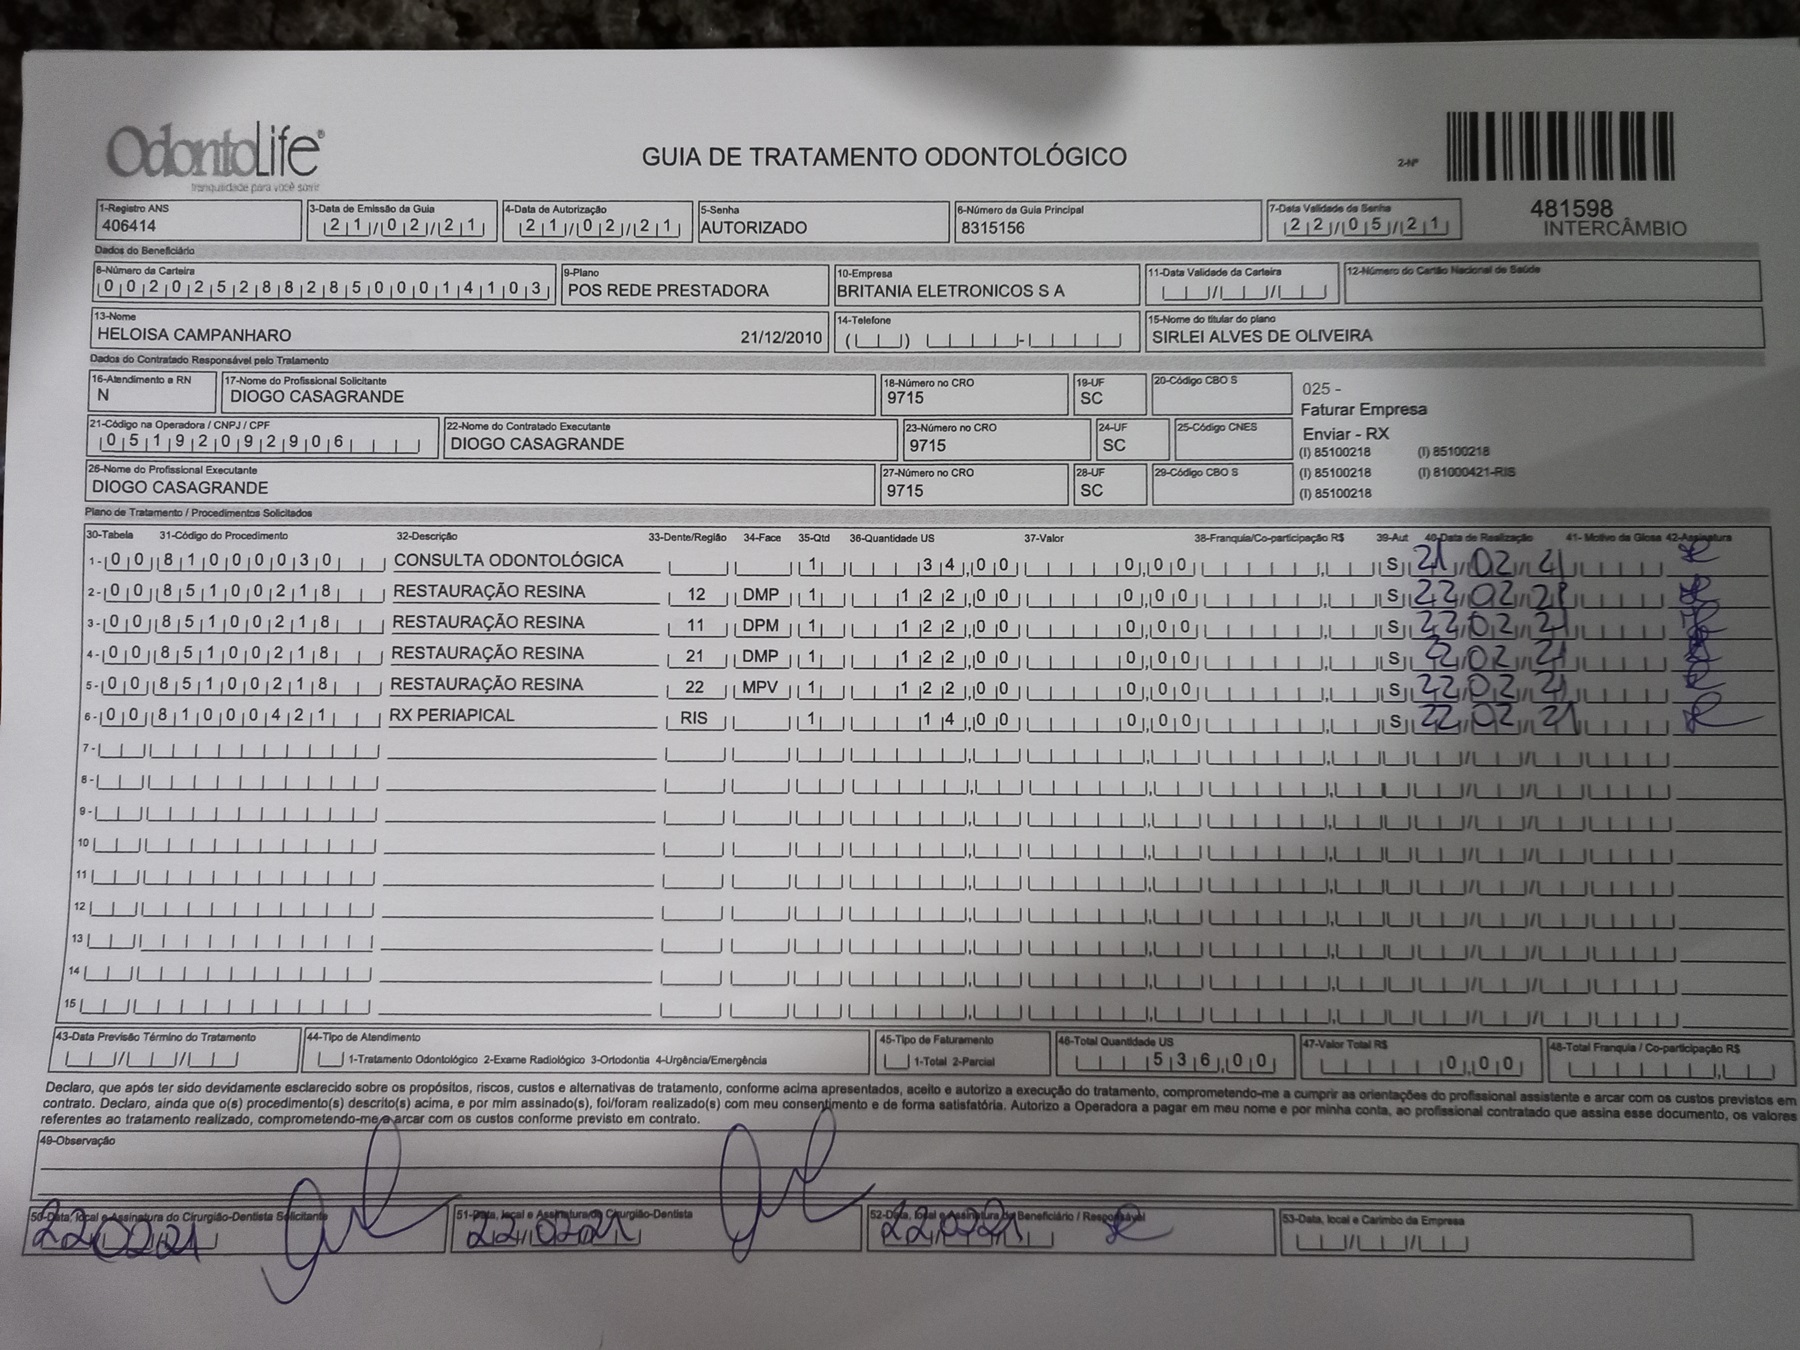 OdontoLife®
tranquilidade para você sorrir
GUIA DE TRATAMENTO ODONTOLÓGICO
2-Nº
481598
INTERCÂMBIO
1-Registro ANS
406414
3-Data de Emissão da Guia
21/02/21
4-Data de Autorização
21/02/21
5-Senha
AUTORIZADO
6-Número da Guia Principal
8315156
7-Data Validade da Senha
22/05/21
Dados do Beneficiário
8-Número da Carteira
00202528828500014103
9-Plano
POS REDE PRESTADORA
10-Empresa
BRITANIA ELETRONICOS S A
11-Data Validade da Carteira
12-Número do Cartão Nacional de Saúde
13-Nome
HELOISA CAMPANHARO 21/12/2010
14-Telefone
15-Nome do titular do plano
SIRLEI ALVES DE OLIVEIRA
Dados do Contratado Responsável pelo Tratamento
16-Atendimento a RN
N
17-Nome do Profissional Solicitante
DIOGO CASAGRANDE
18-Número no CRO
9715
19-UF
SC
20-Código CBO S
025 -
Faturar Empresa
Enviar - RX
(I) 85100218 (I) 85100218
(I) 85100218 (I) 81000421-RIS
(I) 85100218
21-Código na Operadora / CNPJ / CPF
05192092906
22-Nome do Contratado Executante
DIOGO CASAGRANDE
23-Número no CRO
9715
24-UF
SC
25-Código CNES
26-Nome do Profissional Executante
DIOGO CASAGRANDE
27-Número no CRO
9715
28-UF
SC
29-Código CBO S
Plano de Tratamento / Procedimentos Solicitados
30-Tabela 31-Código do Procedimento 32-Descrição 33-Dente/Região 34-Face 35-Qtd 36-Quantidade US 37-Valor 38-Franquia/Co-participação R$ 39-Aut 40-Data de Realização 41- Motivo da Glosa 42-Assinatura
1- 00 81000030 CONSULTA ODONTOLÓGICA 1 34,00 0,00 S 21/02/21
2- 00 85100218 RESTAURAÇÃO RESINA 12 DMP 1 122,00 0,00 S 22/02/21
3- 00 85100218 RESTAURAÇÃO RESINA 11 DPM 1 122,00 0,00 S 22/02/21
4- 00 85100218 RESTAURAÇÃO RESINA 21 DMP 1 122,00 0,00 S 22/02/21
5- 00 85100218 RESTAURAÇÃO RESINA 22 MPV 1 122,00 0,00 S 22/02/21
6- 00 81000421 RX PERIAPICAL RIS 1 14,00 0,00 S 22/02/21
7-
8-
9-
10
11
12
13
14
15
43-Data Previsão Término do Tratamento
44-Tipo de Atendimento
1-Tratamento Odontológico 2-Exame Radiológico 3-Ortodontia 4-Urgência/Emergência
45-Tipo de Faturamento
1-Total 2-Parcial
46-Total Quantidade US
536,00
47-Valor Total R$
0,00
48-Total Franquia / Co-participação R$
Declaro, que após ter sido devidamente esclarecido sobre os propósitos, riscos, custos e alternativas de tratamento, conforme acima apresentados, aceito e autorizo a execução do tratamento, comprometendo-me a cumprir as orientações do profissional assistente e arcar com os custos previstos em
contrato. Declaro, ainda que o(s) procedimento(s) descrito(s) acima, e por mim assinado(s), foi/foram realizado(s) com meu consentimento e de forma satisfatória. Autorizo a Operadora a pagar em meu nome e por minha conta, ao profissional contratado que assina esse documento, os valores
referentes ao tratamento realizado, comprometendo-me a arcar com os custos conforme previsto em contrato.
49-Observação
50-Data, local e Assinatura do Cirurgião-Dentista Solicitante
22 02 21
51-Data, local e Assinatura do Cirurgião-Dentista
22 02 21
52-Data, local e Assinatura do Beneficiário / Responsável
22 02 21
53-Data, local e Carimbo da Empresa